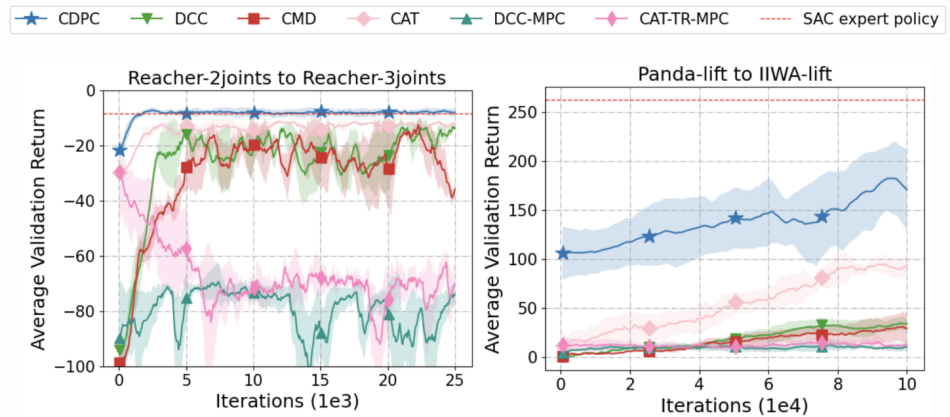 CDPC DCC CMD CAT DCC-MPC CAT-TR-MPC SAC expert policy
Reacher-2joints to Reacher-3joints
Average Validation Return
0
−20
−40
−60
−80
−100
0 5 10 15 20 25
Iterations (1e3)
Panda-lift to IIWA-lift
Average Validation Return
250
200
150
100
50
0
0 2 4 6 8 10
Iterations (1e4)